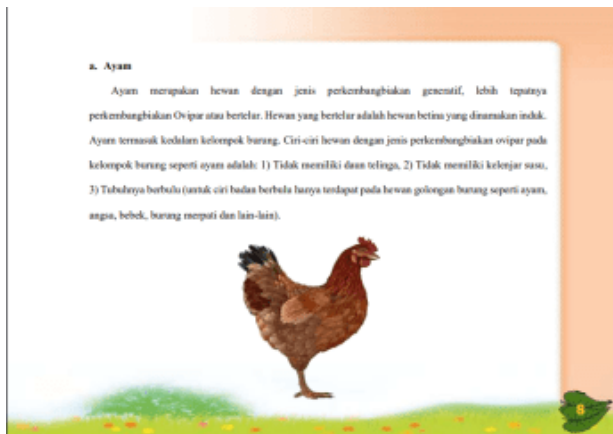 a. Ayam
Ayam merupakan hewan dengan jenis perkembangbiakan generatif, lebih tepatnya
perkembangbiakan Ovipar atau bertelur. Hewan yang bertelur adalah hewan betina yang dinamakan induk.
Ayam termasuk kedalam kelompok burung. Ciri-ciri hewan dengan jenis perkembangbiakan ovipar pada
kelompok burung seperti ayam adalah: 1) Tidak memiliki daun telinga, 2) Tidak memiliki kelenjar susu,
3) Tubuhnya berbulu (untuk ciri badan berbulu hanya terdapat pada hewan golongan burung seperti ayam,
angsa, bebek, burung merpati dan lain-lain).
8